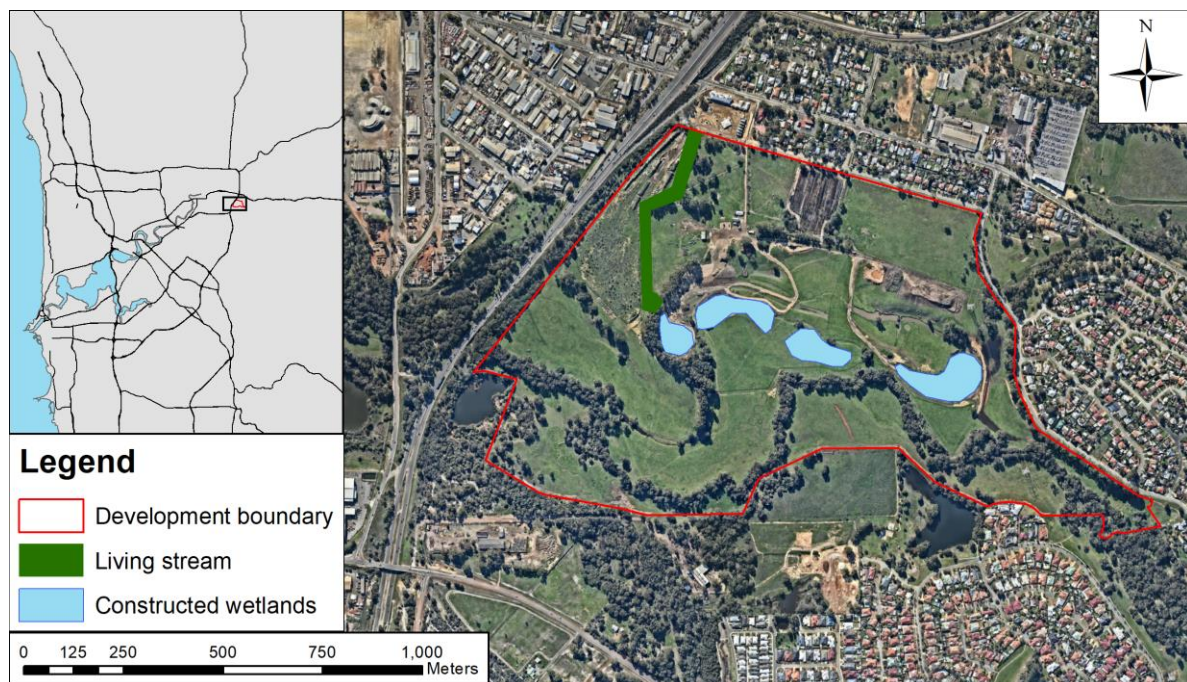 N
Legend
Development boundary
Living stream
Constructed wetlands
0 125 250 500 750 1,000
Meters